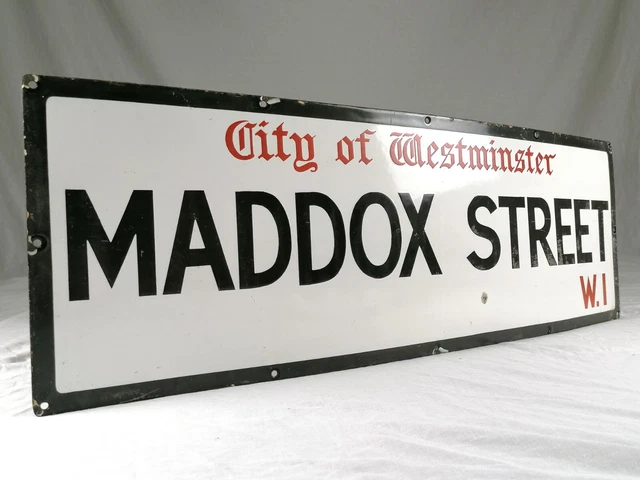 City of Westminster
MADDOX STREET
W.1